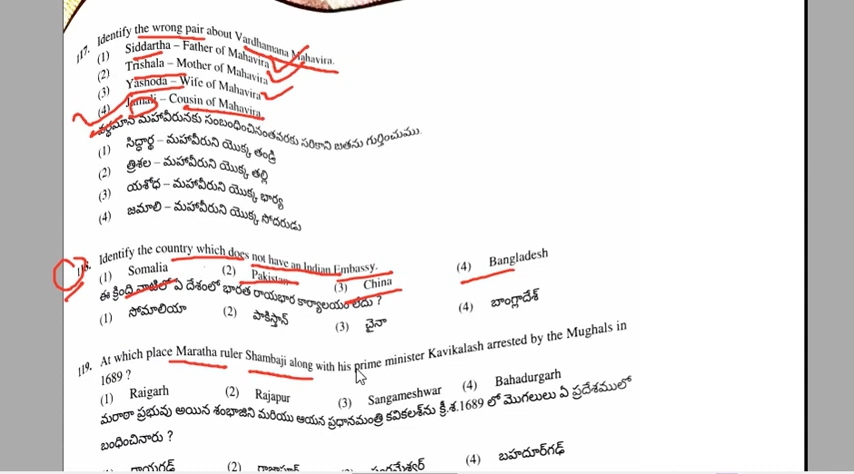 117. Identify the wrong pair about Vardhamana Mahavira.
(1) Siddartha – Father of Mahavira
(2) Trishala – Mother of Mahavira
(3) Yashoda – Wife of Mahavira
(4) Jamali – Cousin of Mahavira
వర్ధమాన మహావీరునకు సంబంధించినంతవరకు సరికాని జతను గుర్తించుము.
(1) సిద్ధార్థ – మహావీరుని యొక్క తండ్రి
(2) త్రిశల – మహావీరుని యొక్క తల్లి
(3) యశోధ – మహావీరుని యొక్క భార్య
(4) జమాలి – మహావీరుని యొక్క సోదరుడు
118. Identify the country which does not have an Indian Embassy.
(1) Somalia (2) Pakistan (3) China (4) Bangladesh
ఈ క్రింది వాటిలో ఏ దేశంలో భారత రాయభార కార్యాలయం లేదు ?
(1) సోమాలియా (2) పాకిస్తాన్ (3) చైనా (4) బాంగ్లాదేశ్
119. At which place Maratha ruler Shambaji along with his prime minister Kavikalash arrested by the Mughals in
1689 ?
(1) Raigarh (2) Rajapur (3) Sangameshwar (4) Bahadurgarh
మరాఠా ప్రభువు అయిన శంభాజిని మరియు ఆయన ప్రధానమంత్రి కవికలశ్‌ను క్రీ.శ.1689 లో మొగలులు ఏ ప్రదేశములో
బంధించినారు ?
(2) (4) బహదూర్‌గఢ్